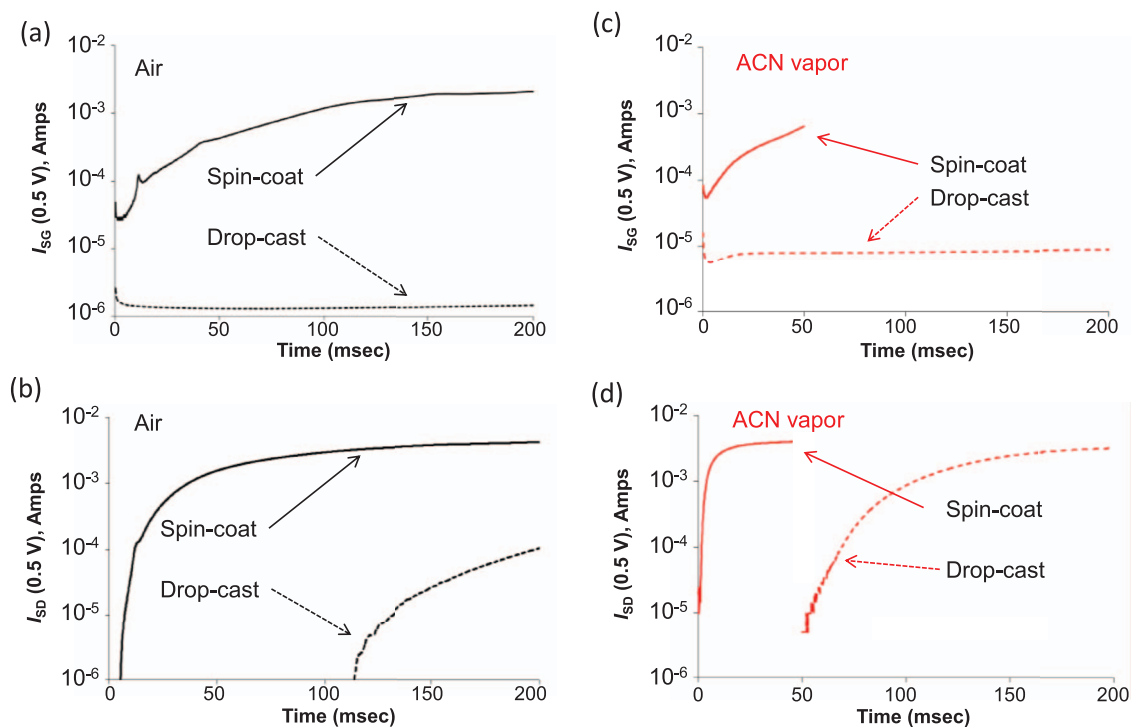 (a)
I_SG (0.5 V), Amps
10⁻²
10⁻³
10⁻⁴
10⁻⁵
10⁻⁶
Air
Spin-coat
Drop-cast
0 50 100 150 200
Time (msec)
(c)
I_SG (0.5 V), Amps
10⁻²
10⁻³
10⁻⁴
10⁻⁵
10⁻⁶
ACN vapor
Spin-coat
Drop-cast
0 50 100 150 200
Time (msec)
(b)
I_SD (0.5 V), Amps
10⁻²
10⁻³
10⁻⁴
10⁻⁵
10⁻⁶
Air
Spin-coat
Drop-cast
0 50 100 150 200
Time (msec)
(d)
I_SD (0.5 V), Amps
10⁻²
10⁻³
10⁻⁴
10⁻⁵
10⁻⁶
ACN vapor
Spin-coat
Drop-cast
0 50 100 150 200
Time (msec)